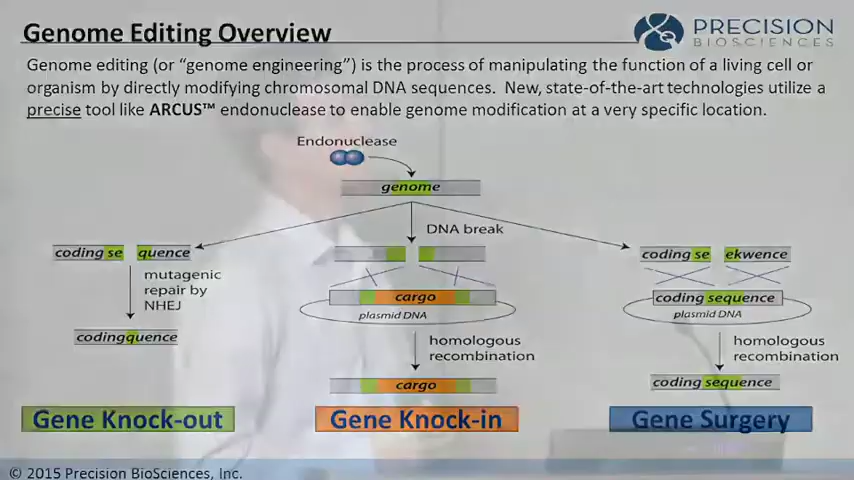 Genome Editing Overview
PRECISION
BIOSCIENCES
Genome editing (or “genome engineering”) is the process of manipulating the function of a living cell or
organism by directly modifying chromosomal DNA sequences. New, state-of-the-art technologies utilize a
precise tool like ARCUS™ endonuclease to enable genome modification at a very specific location.
Endonuclease
genome
DNA break
coding se quence
mutagenic
repair by
NHEJ
codingquence
cargo
plasmid DNA
homologous
recombination
cargo
coding se ekwence
coding sequence
plasmid DNA
homologous
recombination
coding sequence
Gene Knock-out
Gene Knock-in
Gene Surgery
© 2015 Precision BioSciences, Inc.